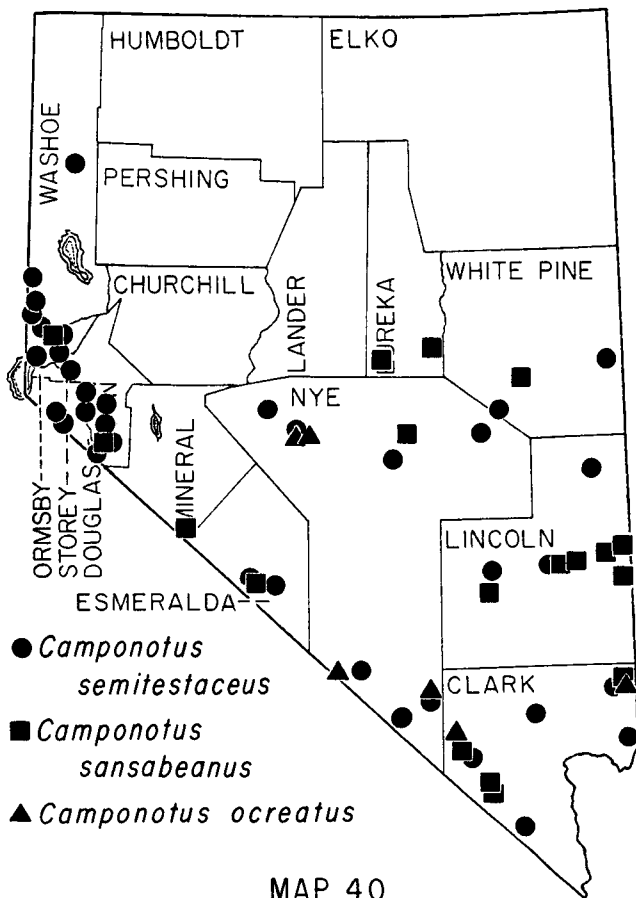 HUMBOLDT
ELKO
WASHOE
PERSHING
CHURCHILL
LANDER
EUREKA
WHITE PINE
NYE
MINERAL
ORMSBY
STOREY
DOUGLAS
LINCOLN
ESMERALDA
CLARK
Camponotus
semitestaceus
Camponotus
sansabeanus
Camponotus ocreatus
MAP 40